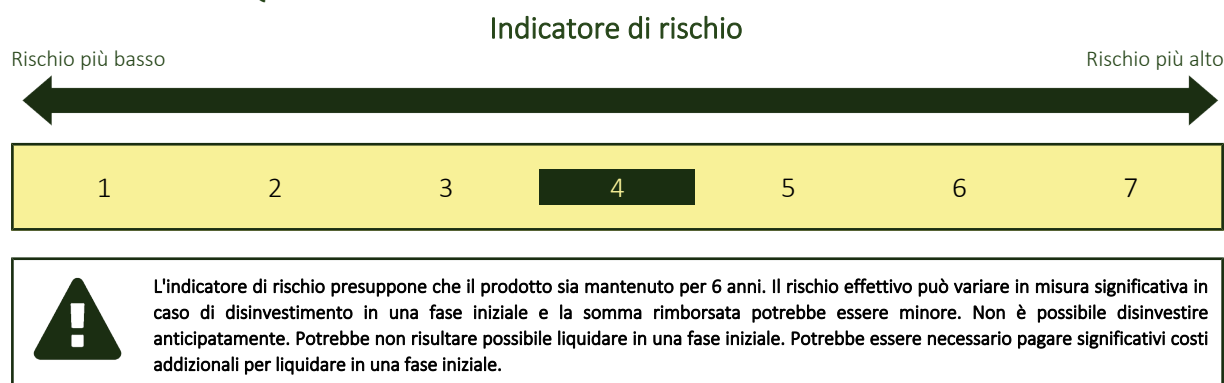 Indicatore di rischio
Rischio più basso
Rischio più alto
1 2 3 4 5 6 7
L'indicatore di rischio presuppone che il prodotto sia mantenuto per 6 anni. Il rischio effettivo può variare in misura significativa in
caso di disinvestimento in una fase iniziale e la somma rimborsata potrebbe essere minore. Non è possibile disinvestire
anticipatamente. Potrebbe non risultare possibile liquidare in una fase iniziale. Potrebbe essere necessario pagare significativi costi
addizionali per liquidare in una fase iniziale.